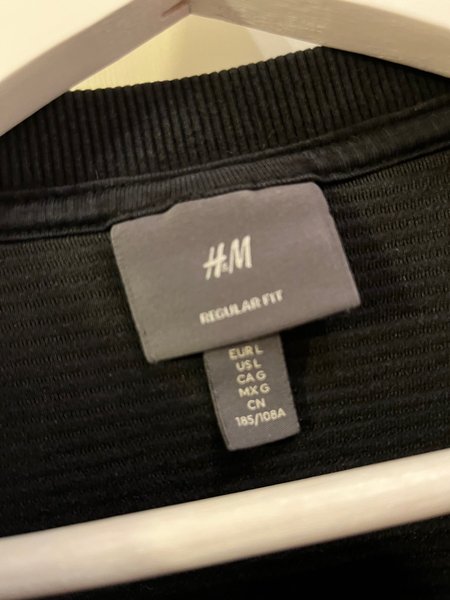 H&M
REGULAR FIT
EUR L
US L
CA G
MX G
CN
185/108A